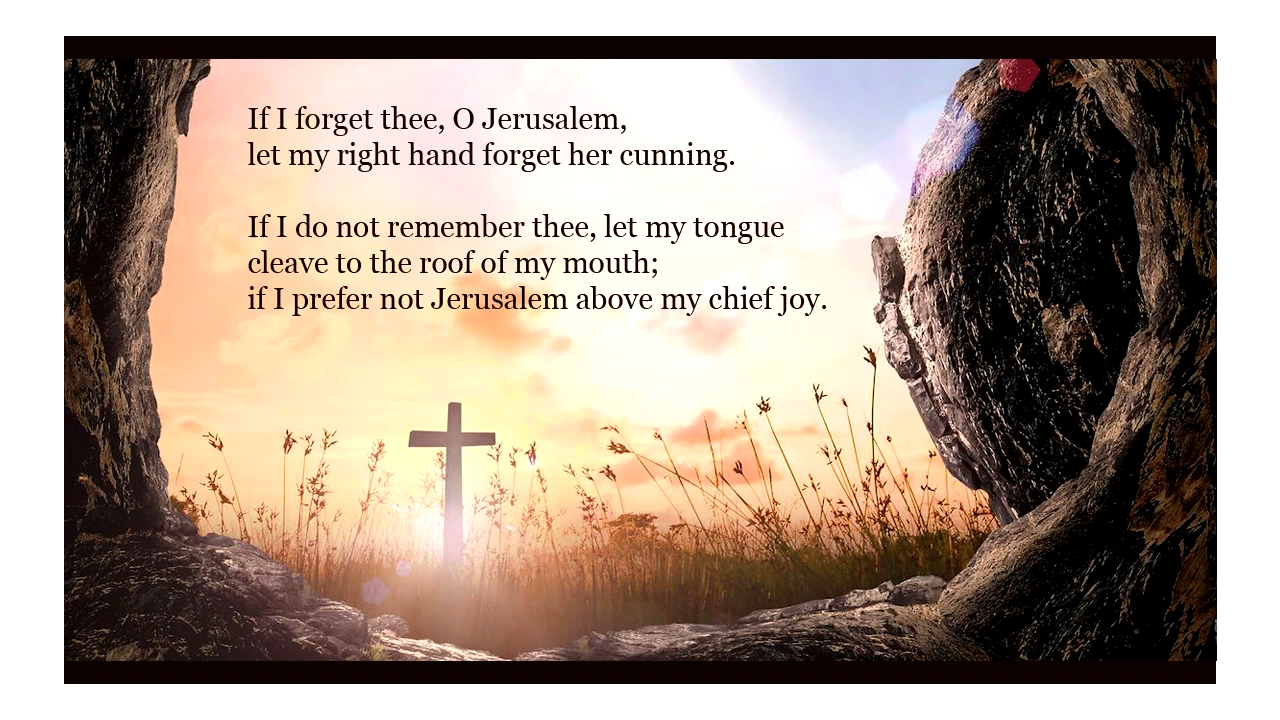 If I forget thee, O Jerusalem,
let my right hand forget her cunning.
If I do not remember thee, let my tongue
cleave to the roof of my mouth;
if I prefer not Jerusalem above my chief joy.